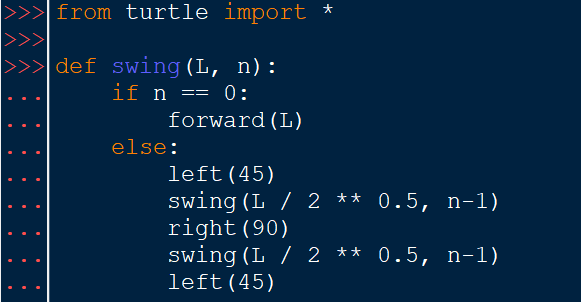 >>> from turtle import *
>>>
>>> def swing(L, n):
...     if n == 0:
...         forward(L)
...     else:
...         left(45)
...         swing(L / 2 ** 0.5, n-1)
...         right(90)
...         swing(L / 2 ** 0.5, n-1)
...         left(45)